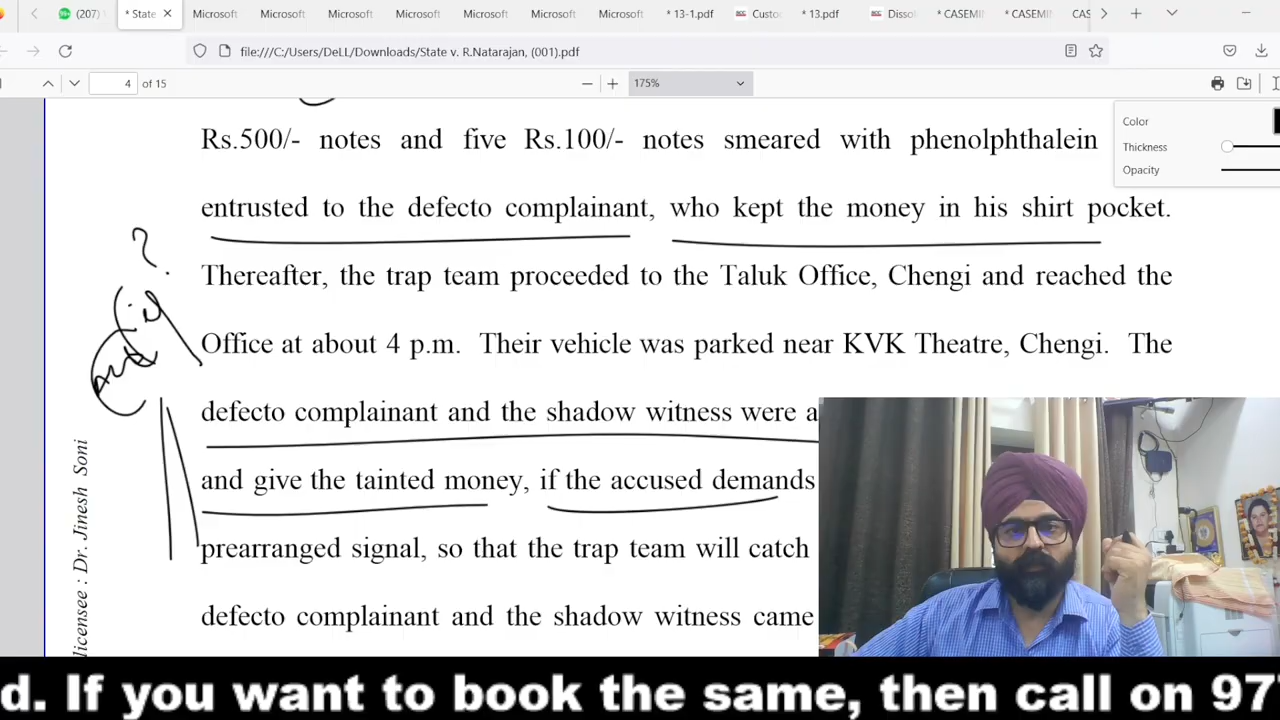 (207)
* State
Microsoft
Microsoft
Microsoft
Microsoft
Microsoft
Microsoft
Microsoft
* 13-1.pdf
Custo
* 13.pdf
Dissol
* CASEMI
* CASEMI
CAS
file:///C:/Users/DeLL/Downloads/State v. R.Natarajan, (001).pdf
4 of 15
175%
Color
Thickness
Opacity
Rs.500/- notes and five Rs.100/- notes smeared with phenolphthalein
entrusted to the defecto complainant, who kept the money in his shirt pocket.
?
Thereafter, the trap team proceeded to the Taluk Office, Chengi and reached the
Office at about 4 p.m. Their vehicle was parked near KVK Theatre, Chengi. The
defecto complainant and the shadow witness were a
and give the tainted money, if the accused demands
prearranged signal, so that the trap team will catch
defecto complainant and the shadow witness came
licensee : Dr. Jinesh Soni
d. If you want to book the same, then call on 97